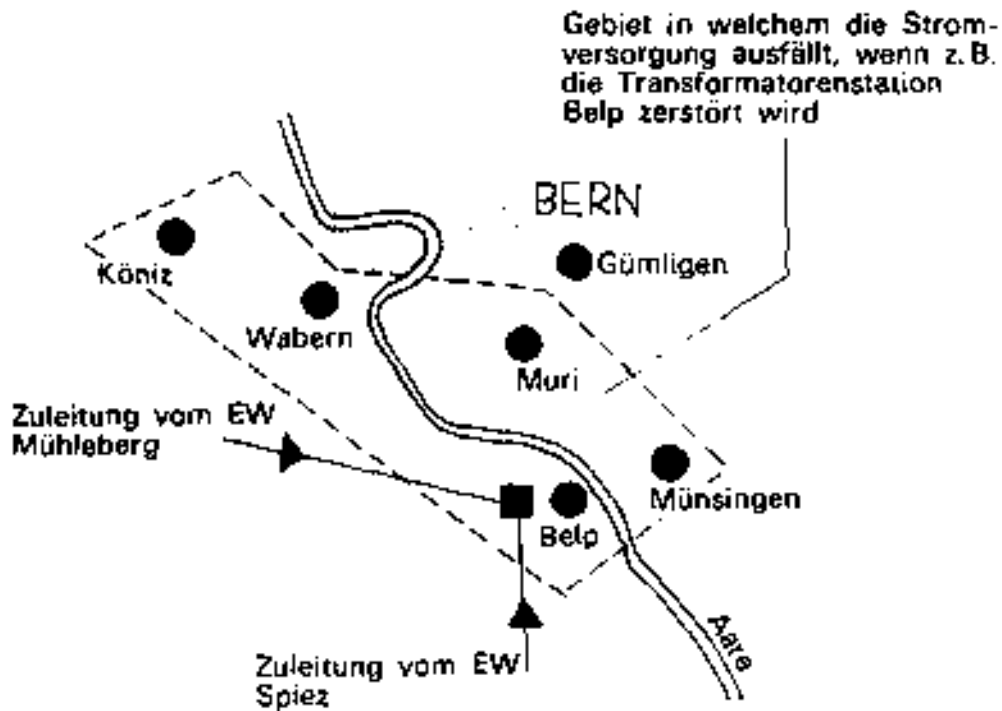 Gebiet in welchem die Strom-
versorgung ausfällt, wenn z.B.
die Transformatorenstation
Belp zerstört wird
BERN
Gümligen
Köniz
Wabern
Muri
Zuleitung vom EW
Mühleberg
Münsingen
Belp
Aare
Zuleitung vom EW
Spiez